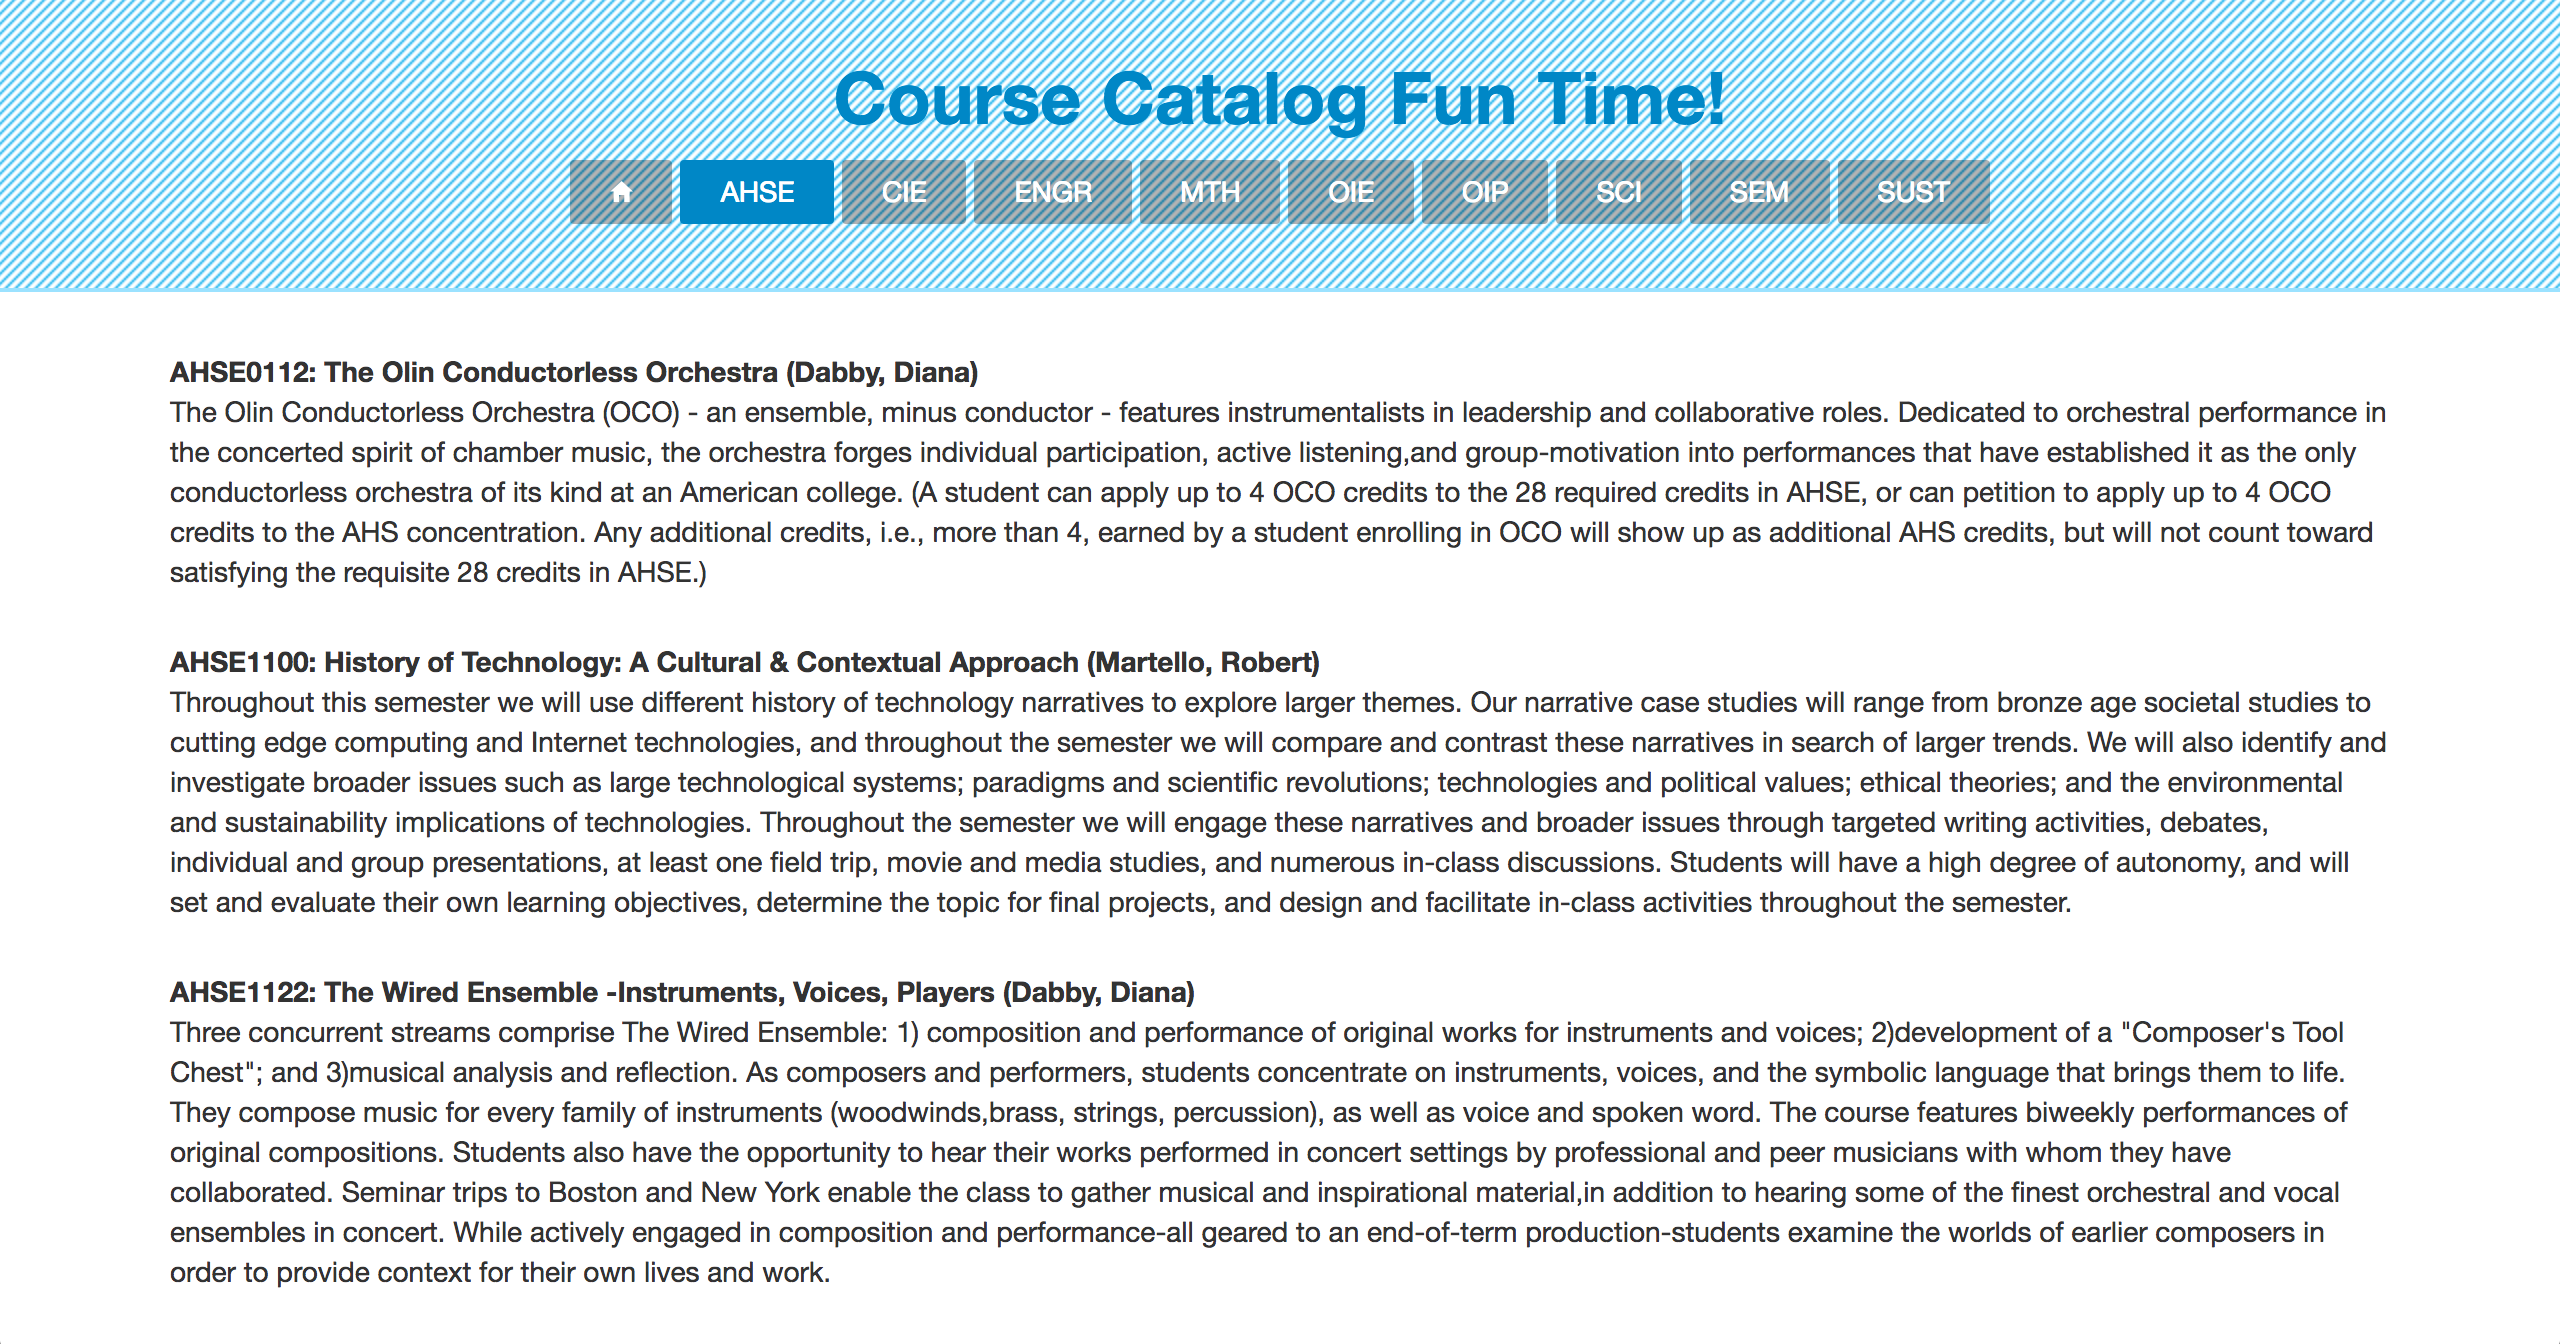 Course Catalog Fun Time!
AHSE CIE ENGR MTH OIE OIP SCI SEM SUST
AHSE0112: The Olin Conductorless Orchestra (Dabby, Diana)
The Olin Conductorless Orchestra (OCO) - an ensemble, minus conductor - features instrumentalists in leadership and collaborative roles. Dedicated to orchestral performance in
the concerted spirit of chamber music, the orchestra forges individual participation, active listening,and group-motivation into performances that have established it as the only
conductorless orchestra of its kind at an American college. (A student can apply up to 4 OCO credits to the 28 required credits in AHSE, or can petition to apply up to 4 OCO
credits to the AHS concentration. Any additional credits, i.e., more than 4, earned by a student enrolling in OCO will show up as additional AHS credits, but will not count toward
satisfying the requisite 28 credits in AHSE.)
AHSE1100: History of Technology: A Cultural & Contextual Approach (Martello, Robert)
Throughout this semester we will use different history of technology narratives to explore larger themes. Our narrative case studies will range from bronze age societal studies to
cutting edge computing and Internet technologies, and throughout the semester we will compare and contrast these narratives in search of larger trends. We will also identify and
investigate broader issues such as large technological systems; paradigms and scientific revolutions; technologies and political values; ethical theories; and the environmental
and sustainability implications of technologies. Throughout the semester we will engage these narratives and broader issues through targeted writing activities, debates,
individual and group presentations, at least one field trip, movie and media studies, and numerous in-class discussions. Students will have a high degree of autonomy, and will
set and evaluate their own learning objectives, determine the topic for final projects, and design and facilitate in-class activities throughout the semester.
AHSE1122: The Wired Ensemble -Instruments, Voices, Players (Dabby, Diana)
Three concurrent streams comprise The Wired Ensemble: 1) composition and performance of original works for instruments and voices; 2)development of a "Composer's Tool
Chest"; and 3)musical analysis and reflection. As composers and performers, students concentrate on instruments, voices, and the symbolic language that brings them to life.
They compose music for every family of instruments (woodwinds,brass, strings, percussion), as well as voice and spoken word. The course features biweekly performances of
original compositions. Students also have the opportunity to hear their works performed in concert settings by professional and peer musicians with whom they have
collaborated. Seminar trips to Boston and New York enable the class to gather musical and inspirational material,in addition to hearing some of the finest orchestral and vocal
ensembles in concert. While actively engaged in composition and performance-all geared to an end-of-term production-students examine the worlds of earlier composers in
order to provide context for their own lives and work.